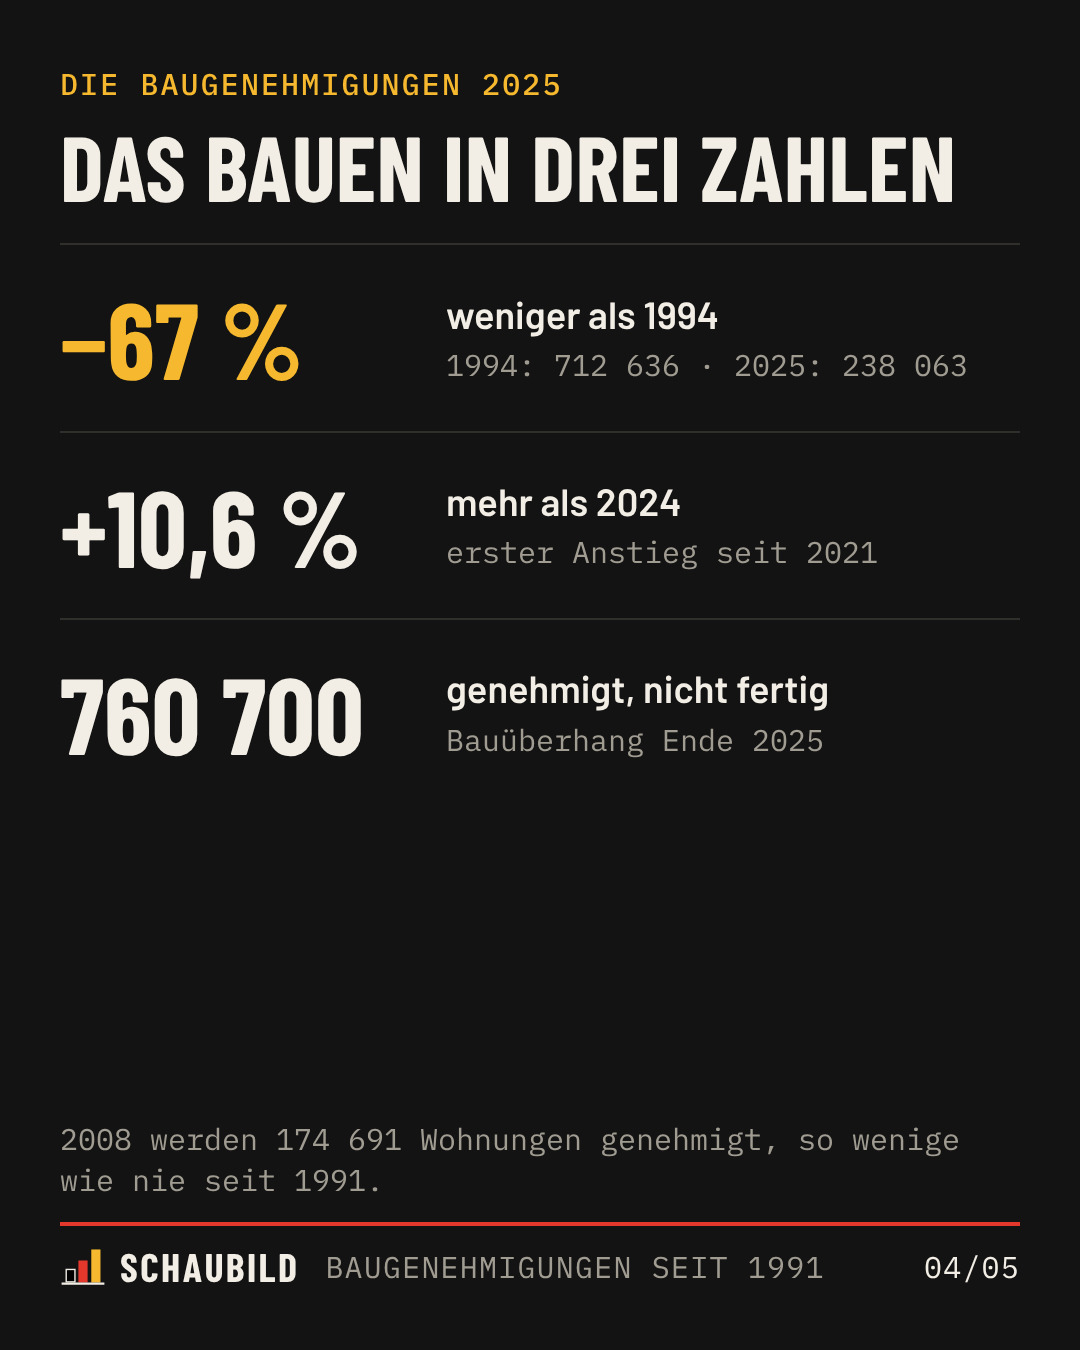 DIE BAUGENEHMIGUNGEN 2025
DAS BAUEN IN DREI ZAHLEN
−67 %
weniger als 1994
1994: 712 636 · 2025: 238 063
+10,6 %
mehr als 2024
erster Anstieg seit 2021
760 700
genehmigt, nicht fertig
Bauüberhang Ende 2025
2008 werden 174 691 Wohnungen genehmigt, so wenige
wie nie seit 1991.
SCHAUBILD BAUGENEHMIGUNGEN SEIT 1991 04/05